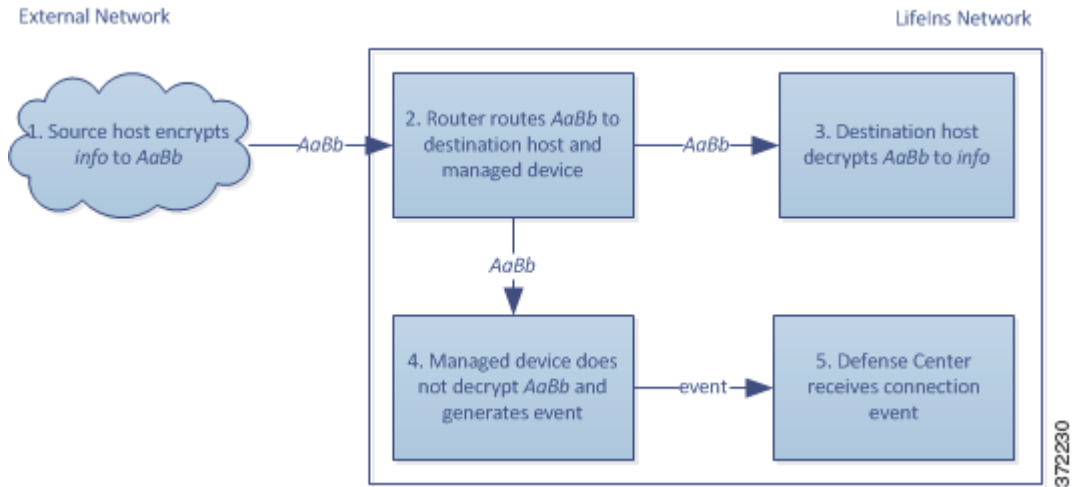 External Network
LifeIns Network
1. Source host encrypts
info to AaBb
AaBb
2. Router routes AaBb to
destination host and
managed device
AaBb
3. Destination host
decrypts AaBb to info
AaBb
4. Managed device does
not decrypt AaBb and
generates event
event
5. Defense Center
receives connection
event
372230